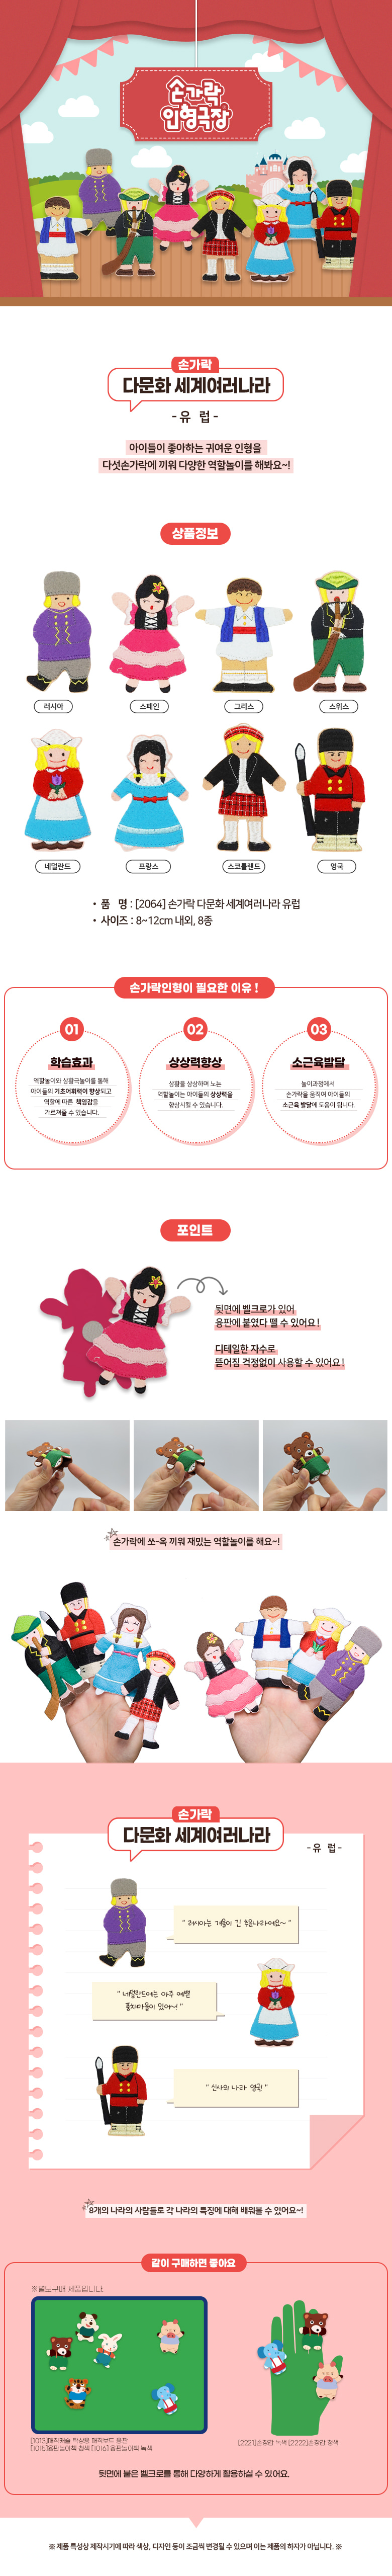 손가락
인형극장
손가락
다문화 세계여러나라
- 유 럽 -
아이들이 좋아하는 귀여운 인형을
다섯손가락에 끼워 다양한 역할놀이를 해봐요~!
상품정보
러시아
스페인
그리스
스위스
네덜란드
프랑스
스코틀랜드
영국
• 품 명 : [2064] 손가락 다문화 세계여러나라 유럽
• 사이즈 : 8~12cm 내외, 8종
손가락인형이 필요한 이유 !
01
학습효과
역할놀이와 상황극놀이를 통해
아이들의 기초어휘력이 향상되고
역할에 따른 책임감을
가르쳐줄 수 있습니다.
02
상상력향상
상황을 상상하며 노는
역할놀이는 아이들의 상상력을
향상시킬 수 있습니다.
03
소근육발달
놀이과정에서
손가락을 움직여 아이들의
소근육 발달에 도움이 됩니다.
포인트
뒷면에 벨크로가 있어
융판에 붙였다 뗄 수 있어요!
디테일한 자수로
뜯어짐 걱정없이 사용할 수 있어요!
손가락에 쏘-옥 끼워 재밌는 역할놀이를 해요~!
손가락
다문화 세계여러나라
- 유 럽 -
" 러시아는 겨울이 긴 추운나라에요~ "
" 네덜란드에는 아주 예쁜
풍차마을이 있어~! "
" 신사의 나라 영국! "
8개의 나라의 사람들로 각 나라의 특징에 대해 배워볼 수 있어요~!
같이 구매하면 좋아요
※별도구매 제품입니다.
[1013]매직캐슬 탁상용 매직보드 융판
[1015]융판놀이책 청색 [1016] 융판놀이책 녹색
[2221]손장갑 녹색 [2222]손장갑 청색
뒷면에 붙은 벨크로를 통해 다양하게 활용하실 수 있어요.
※ 제품 특성상 제작시기에 따라 색상, 디자인 등이 조금씩 변경될 수 있으며 이는 제품의 하자가 아닙니다. ※